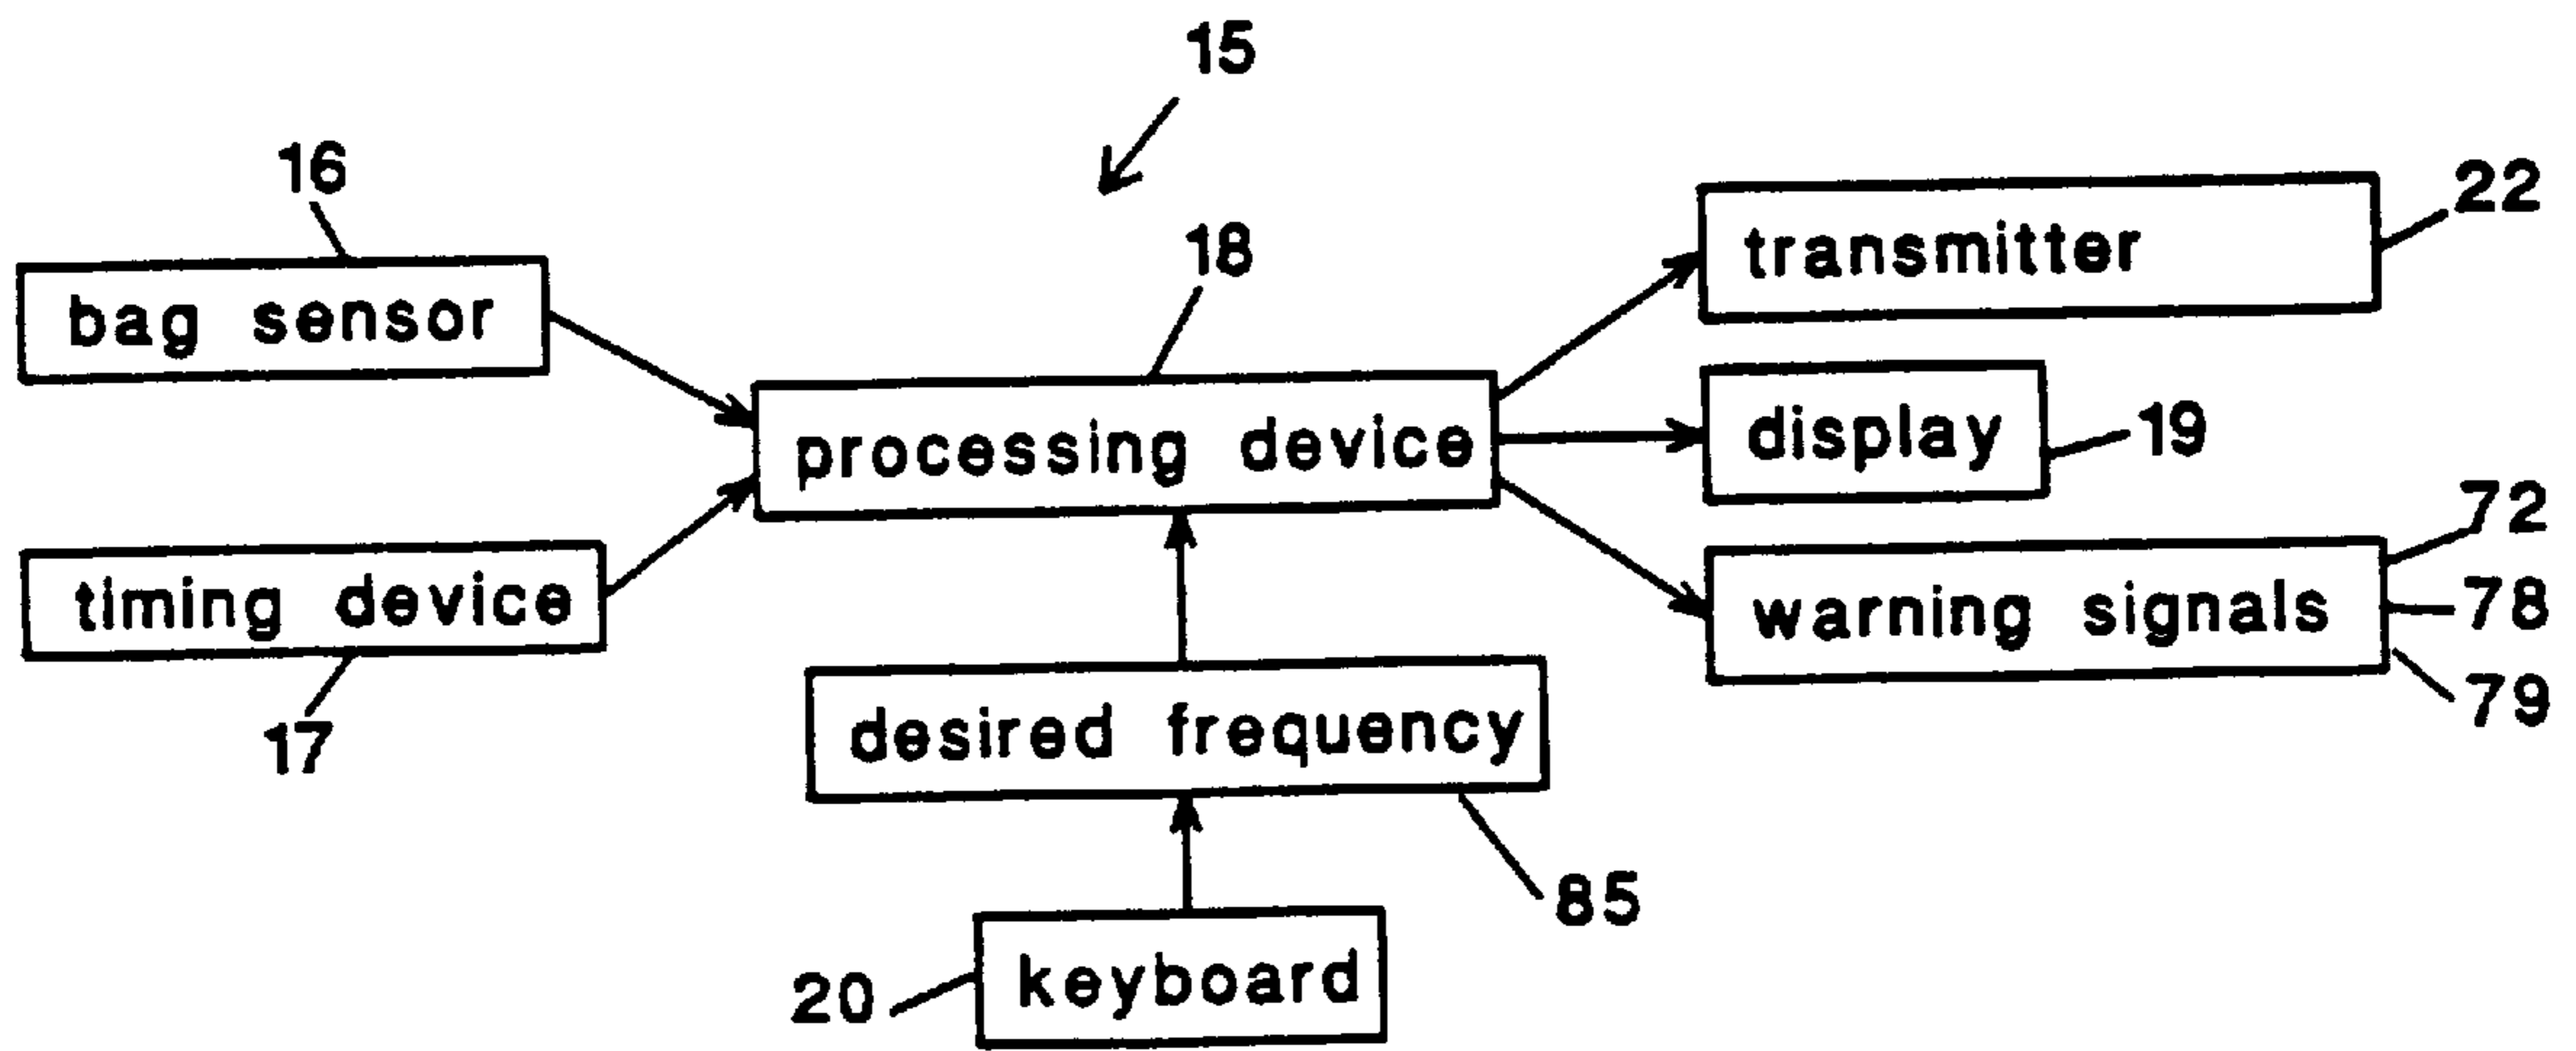 15
16
18
22
bag sensor
transmitter
processing device
display
19
72
timing device
warning signals
78
17
desired frequency
79
85
20
keyboard